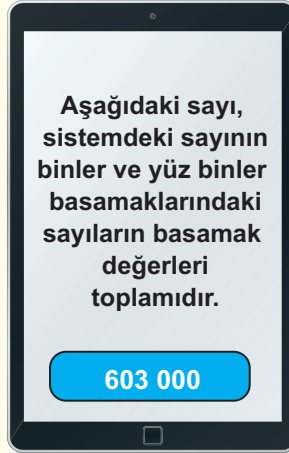 Aşağıdaki sayı,
sistemdeki sayının
binler ve yüz binler
basamaklarındaki
sayıların basamak
değerleri
toplamıdır.
603 000